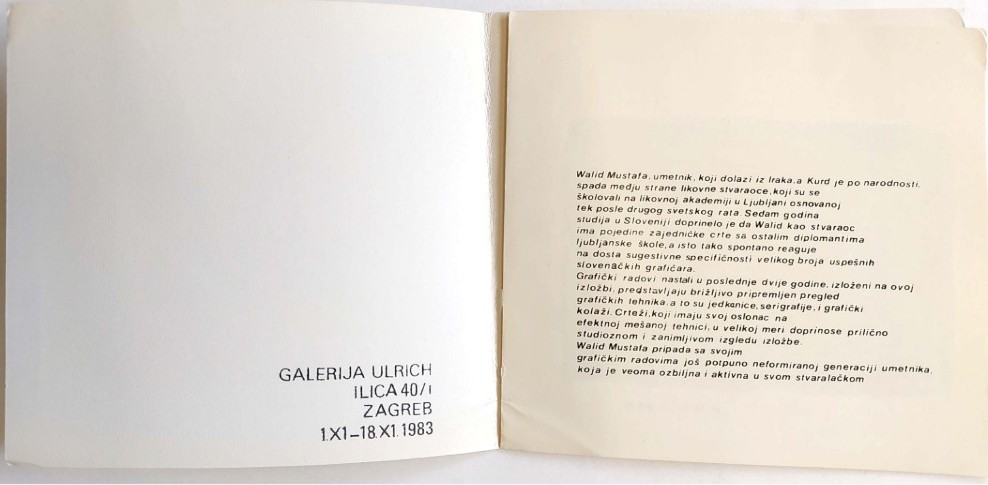 GALERIJA ULRICH
ILICA 40/I
ZAGREB
1.X1–18.X1.1983
Walid Mustafa, umetnik, koji dolazi iz Iraka,a Kurd je po narodnosti,
spada medju strane likovne stvaraoce,koji su se
školovali na likovnoj akademiji u Ljubljani osnovanoj
tek posle drugog svetskog rata. Sedam godina
studija u Sloveniji doprinelo je da Walid kao stvaraoc
ima pojedine zajedničke crte sa ostalim diplomantima
ljubljanske škole,a isto tako spontano reaguje
na dosta sugestivne specifičnosti velikog broja uspešnih
slovenačkih grafičara.
Grafički radovi nastali u poslednje dvije godine, izloženi na ovoj
izložbi, predstavljaju brižljivo pripremljen pregled
grafičkih tehnika,a to su jedkanice,serigrafije, i grafički
kolaži. Crteži,koji imaju svoj oslonac na
efektnoj mešanoj tehnici, u velikoj meri doprinose prilično
studioznom i zanimljivom izgledu izložbe.
Walid Mustafa pripada sa svojim
grafičkim radovima još potpuno neformiranoj generaciji umetnika,
koja je veoma ozbiljna i aktivna u svom stvaralačkom